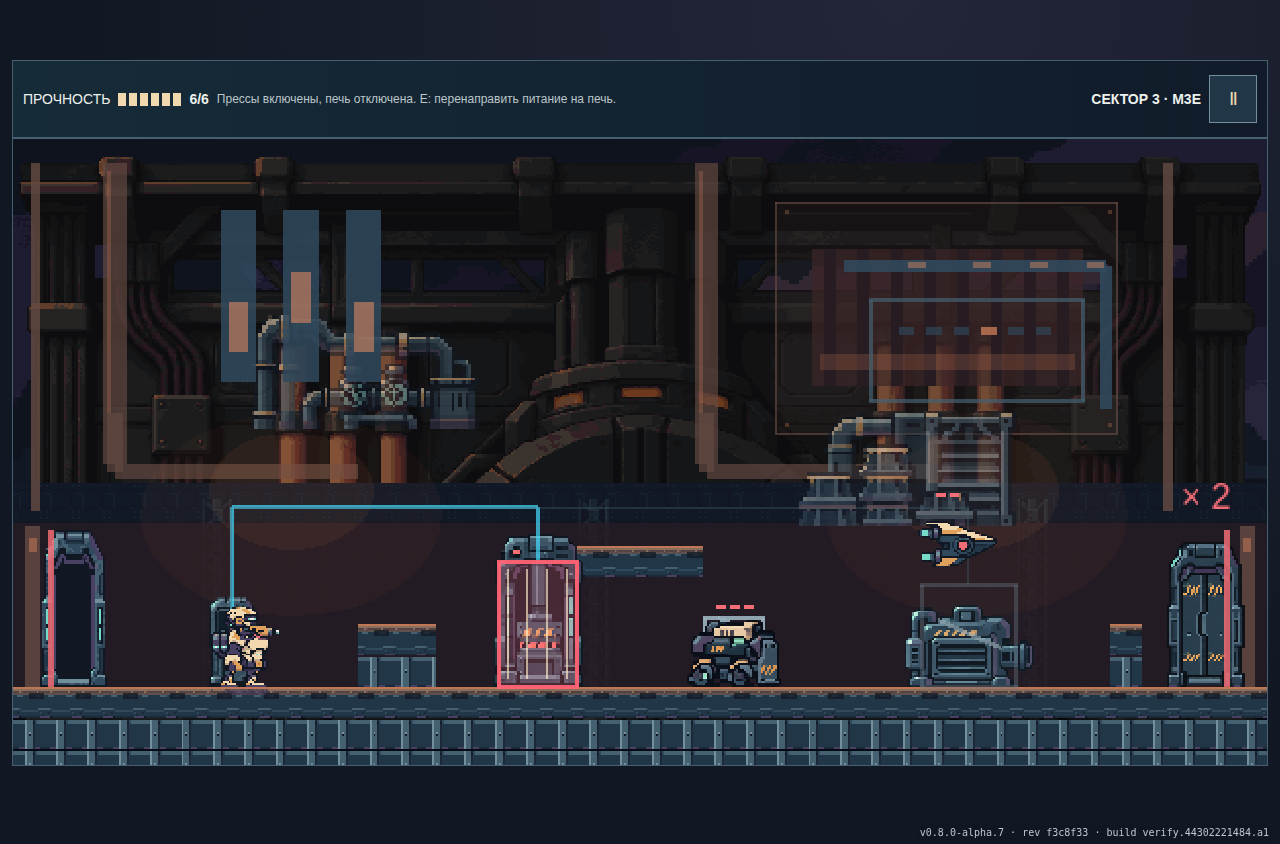 ПРОЧНОСТЬ 6/6 Прессы включены, печь отключена. Е: перенаправить питание на печь. СЕКТОР 3 · МЗЕ II
× 2
v0.8.0-alpha.7 · rev f3c8f33 · build verify.44302221484.a1